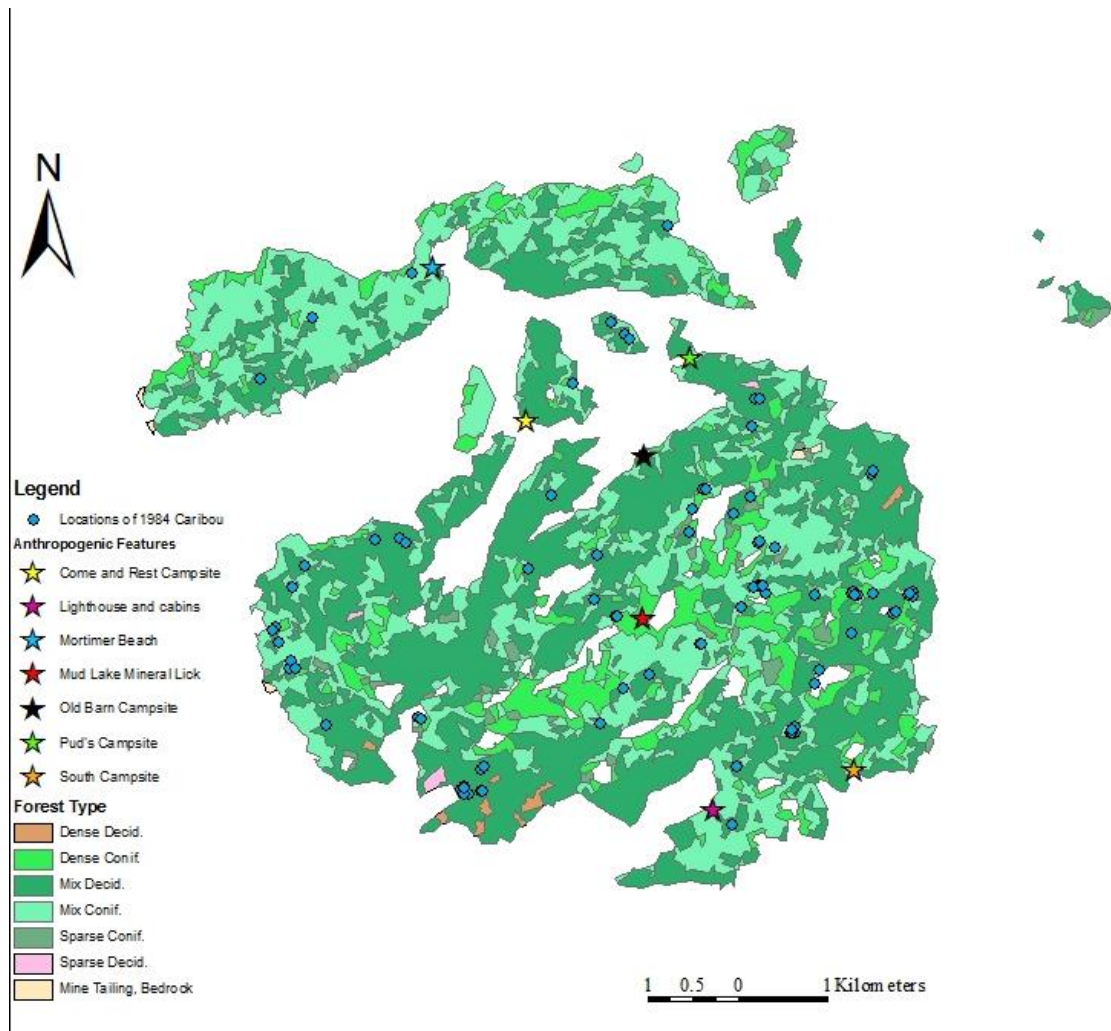 N
Legend
Locations of 1984 Caribou
Anthropogenic Features
Come and Rest Campsite
Lighthouse and cabins
Mortimer Beach
Mud Lake Mineral Lick
Old Barn Campsite
Pud's Campsite
South Campsite
Forest Type
Dense Decid.
Dense Conif.
Mix Decid.
Mix Conif.
Sparse Conif.
Sparse Decid.
Mine Tailing, Bedrock
1 0.5 0 1 Kilometers